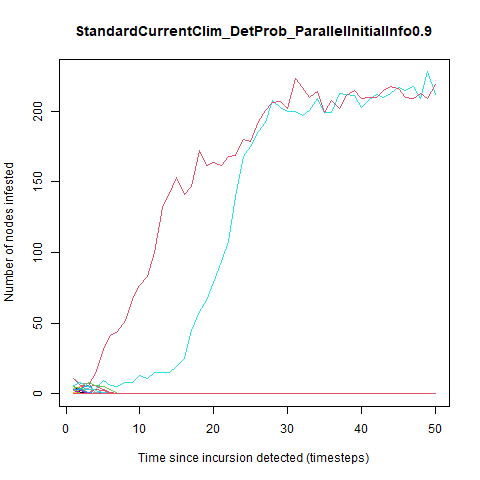 StandardCurrentClim_DetProb_ParallelInitialInfo0.9
Number of nodes infested
200
150
100
50
0
0 10 20 30 40 50
Time since incursion detected (timesteps)